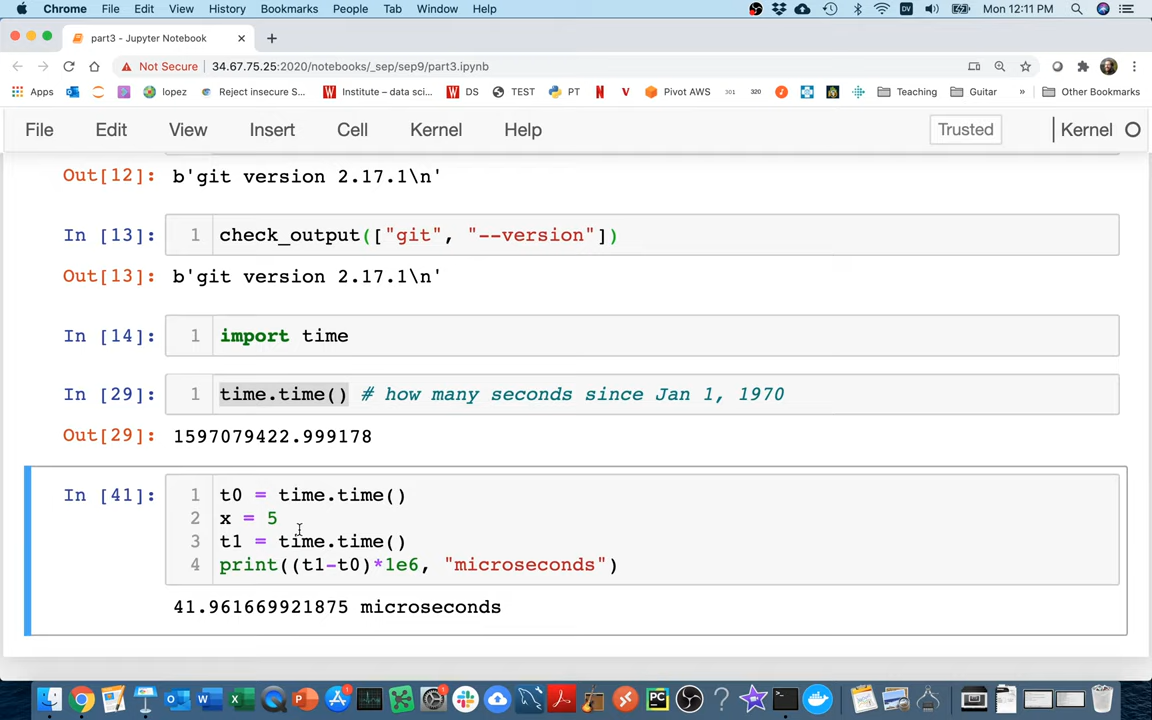 Chrome File Edit View History Bookmarks People Tab Window Help DV Mon 12:11 PM
part3 - Jupyter Notebook
Not Secure 34.67.75.25:2020/notebooks/_sep/sep9/part3.ipynb
Apps lopez Reject insecure S... Institute – data sci... DS TEST PT Pivot AWS 301 320 Teaching Guitar » Other Bookmarks
File Edit View Insert Cell Kernel Help Trusted Kernel
Out[12]: b'git version 2.17.1\n'
In [13]: 1 check_output(["git", "--version"])
Out[13]: b'git version 2.17.1\n'
In [14]: 1 import time
In [29]: 1 time.time() # how many seconds since Jan 1, 1970
Out[29]: 1597079422.999178
In [41]: 1 t0 = time.time()
2 x = 5
3 t1 = time.time()
4 print((t1-t0)*1e6, "microseconds")
41.961669921875 microseconds